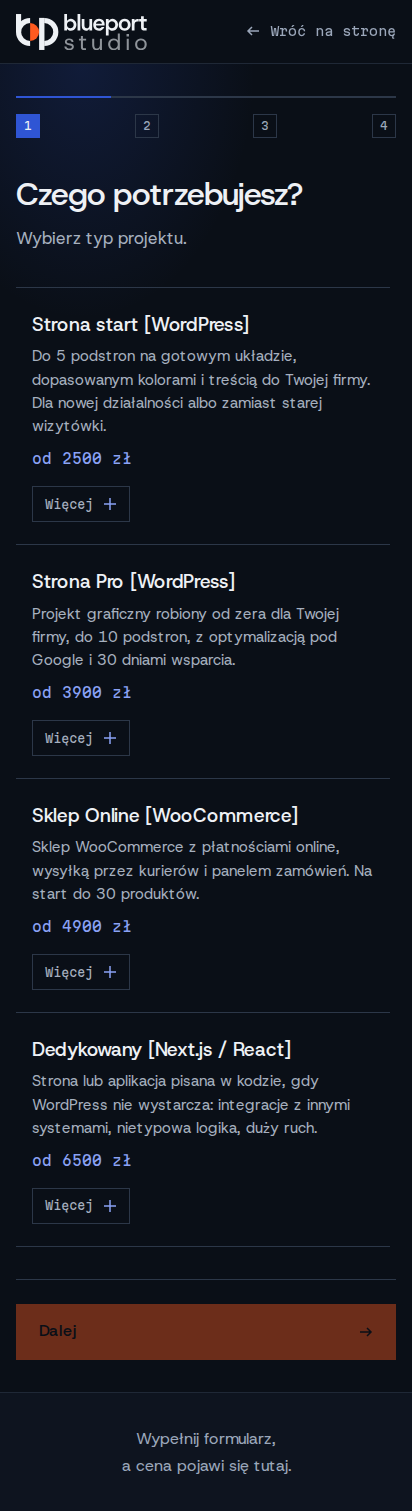 blueport
studio
← Wróć na stronę
1 2 3 4
Czego potrzebujesz?
Wybierz typ projektu.
Strona start [WordPress]
Do 5 podstron na gotowym układzie,
dopasowanym kolorami i treścią do Twojej firmy.
Dla nowej działalności albo zamiast starej
wizytówki.
od 2500 zł
Więcej +
Strona Pro [WordPress]
Projekt graficzny robiony od zera dla Twojej
firmy, do 10 podstron, z optymalizacją pod
Google i 30 dniami wsparcia.
od 3900 zł
Więcej +
Sklep Online [WooCommerce]
Sklep WooCommerce z płatnościami online,
wysyłką przez kurierów i panelem zamówień. Na
start do 30 produktów.
od 4900 zł
Więcej +
Dedykowany [Next.js / React]
Strona lub aplikacja pisana w kodzie, gdy
WordPress nie wystarcza: integracje z innymi
systemami, nietypowa logika, duży ruch.
od 6500 zł
Więcej +
Dalej →
Wypełnij formularz,
a cena pojawi się tutaj.